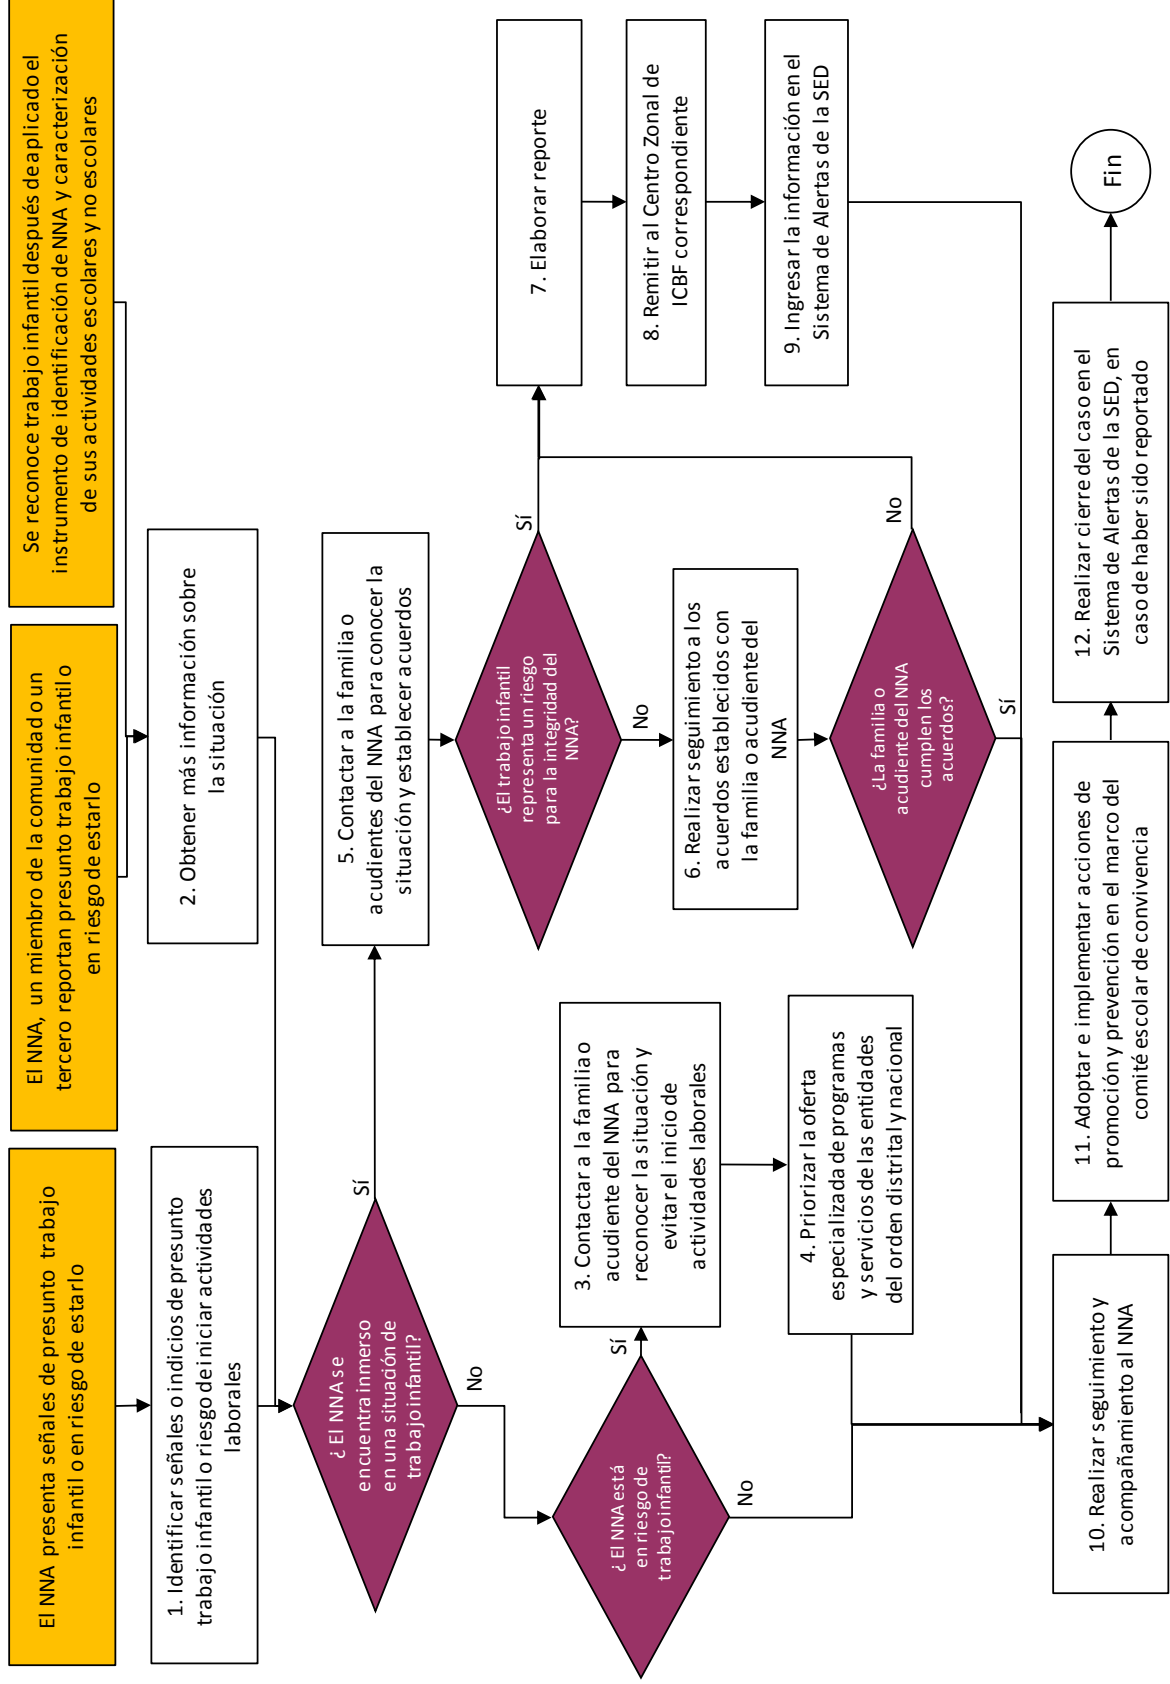 El NNA presenta señales de presunto trabajo
infantil o en riesgo de estarlo
El NNA, un miembro de la comunidad o un
tercero reportan presunto trabajo infantil o
en riesgo de estarlo
Se reconoce trabajo infantil después de aplicado el
instrumento de identificación de NNA y caracterización
de sus actividades escolares y no escolares
1. Identificar señales o indicios de presunto
trabajo infantil o riesgo de iniciar actividades
laborales
2. Obtener más información sobre
la situación
¿ El NNA se
encuentra inmerso
en una situación de
trabajo infantil?
Sí
No
5. Contactar a la familia o
acudientes del NNA para conocer la
situación y establecer acuerdos
¿El trabajo infantil
representa un riesgo
para la integridad del
NNA?
Sí
No
7. Elaborar reporte
8. Remitir al Centro Zonal de
ICBF correspondiente
9. Ingresar la información en el
Sistema de Alertas de la SED
¿ El NNA está
en riesgo de
trabajo infantil?
Sí
No
3. Contactar a la familia o
acudiente del NNA para
reconocer la situación y
evitar el inicio de
actividades laborales
4. Priorizar la oferta
especializada de programas
y servicios de las entidades
del orden distrital y nacional
6. Realizar seguimiento a los
acuerdos establecidos con
la familia o acudiente del
NNA
¿La familia o
acudiente del NNA
cumplen los
acuerdos?
No
Sí
10. Realizar seguimiento y
acompañamiento al NNA
11. Adoptar e implementar acciones de
promoción y prevención en el marco del
comité escolar de convivencia
12. Realizar cierre del caso en el
Sistema de Alertas de la SED, en
caso de haber sido reportado
Fin